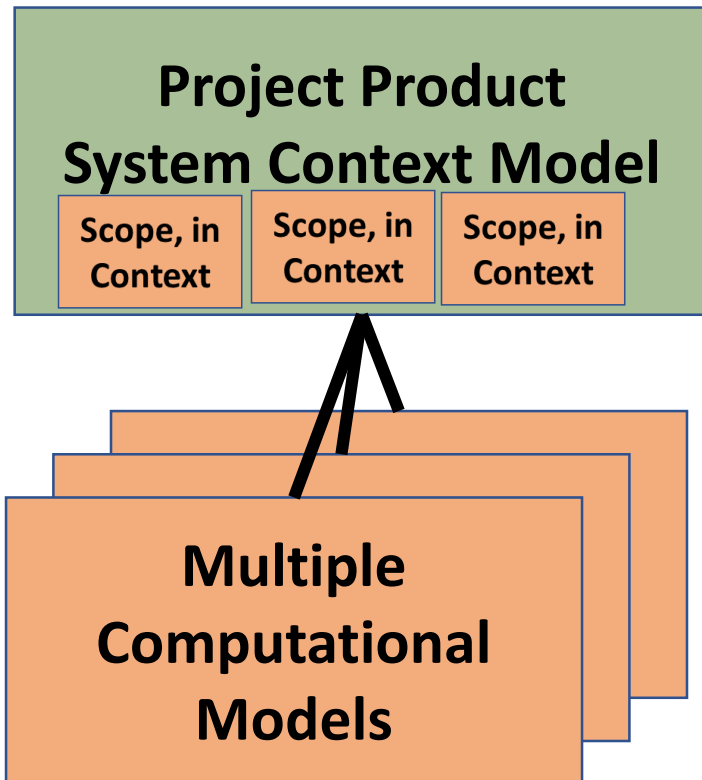 Project Product
System Context Model
Scope, in
Context
Scope, in
Context
Scope, in
Context
Multiple
Computational
Models